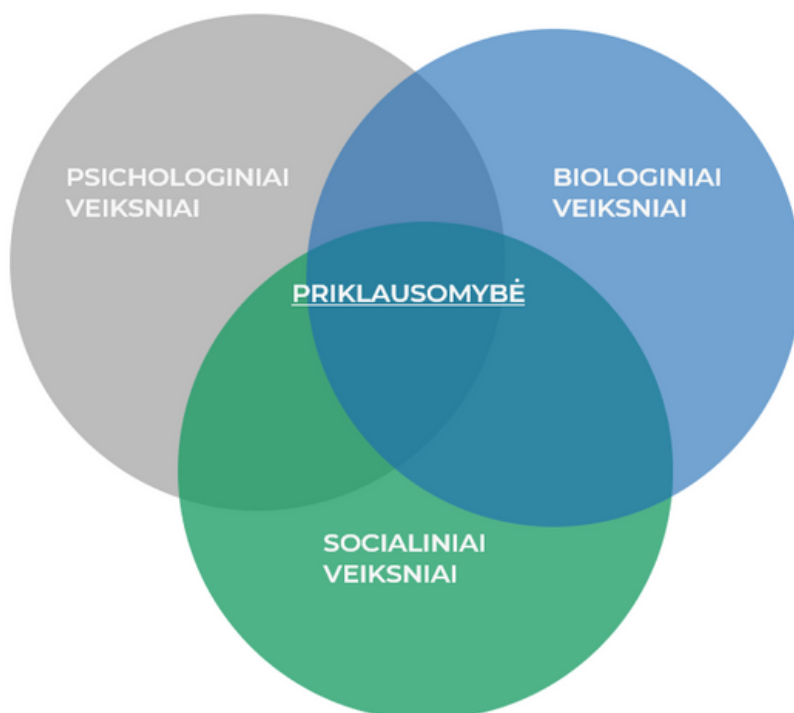 PSICHOLOGINIAI
VEIKSNIAI
BIOLOGINIAI
VEIKSNIAI
PRIKLAUSOMYBĖ
SOCIALINIAI
VEIKSNIAI